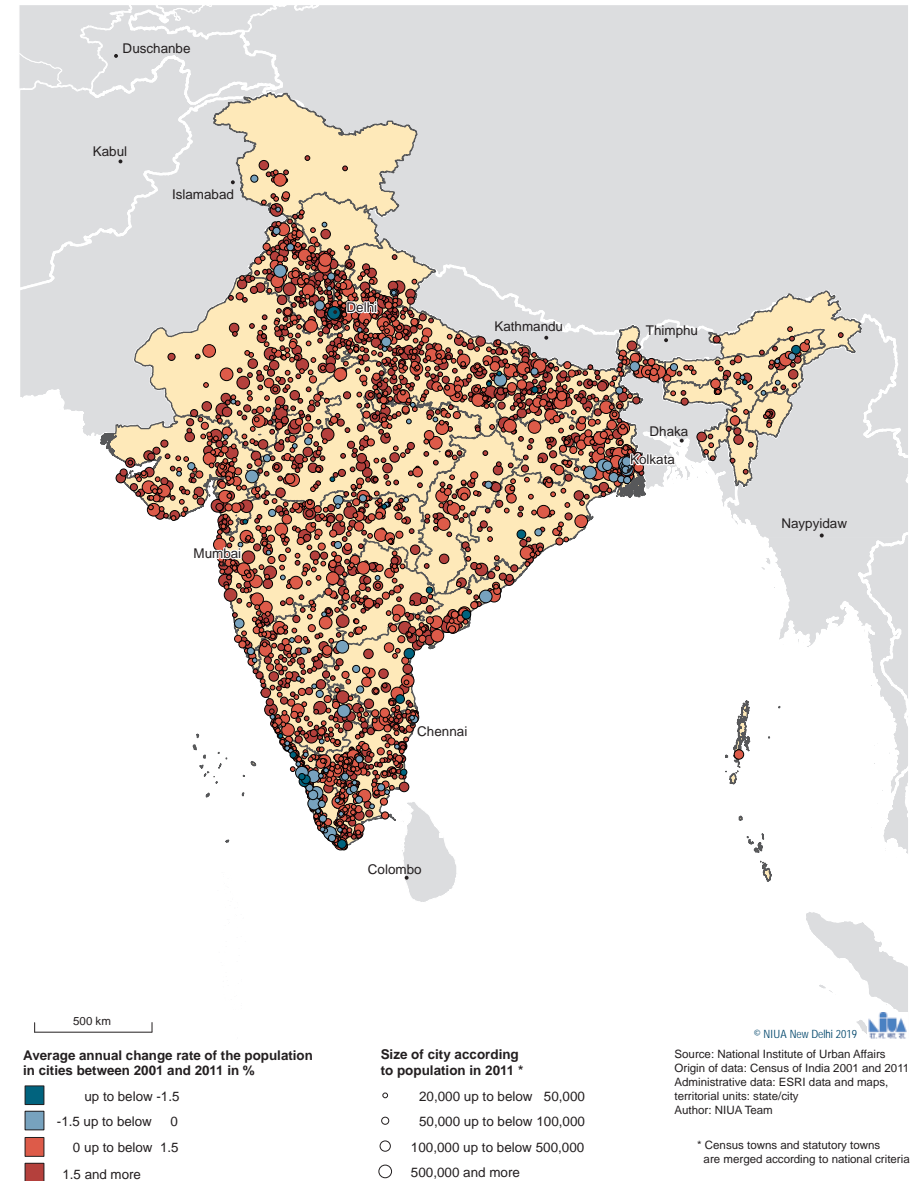 Duschanbe
Kabul
Islamabad
Delhi
Kathmandu
Thimphu
Dhaka
Kolkata
Naypyidaw
Mumbai
Chennai
Colombo
500 km
© NIUA New Delhi 2019
NIUA
Average annual change rate of the population
in cities between 2001 and 2011 in %
up to below -1.5
-1.5 up to below 0
0 up to below 1.5
1.5 and more
Size of city according
to population in 2011 *
20,000 up to below 50,000
50,000 up to below 100,000
100,000 up to below 500,000
500,000 and more
Source: National Institute of Urban Affairs
Origin of data: Census of India 2001 and 2011
Administrative data: ESRI data and maps,
territorial units: state/city
Author: NIUA Team
* Census towns and statutory towns
are merged according to national criteria